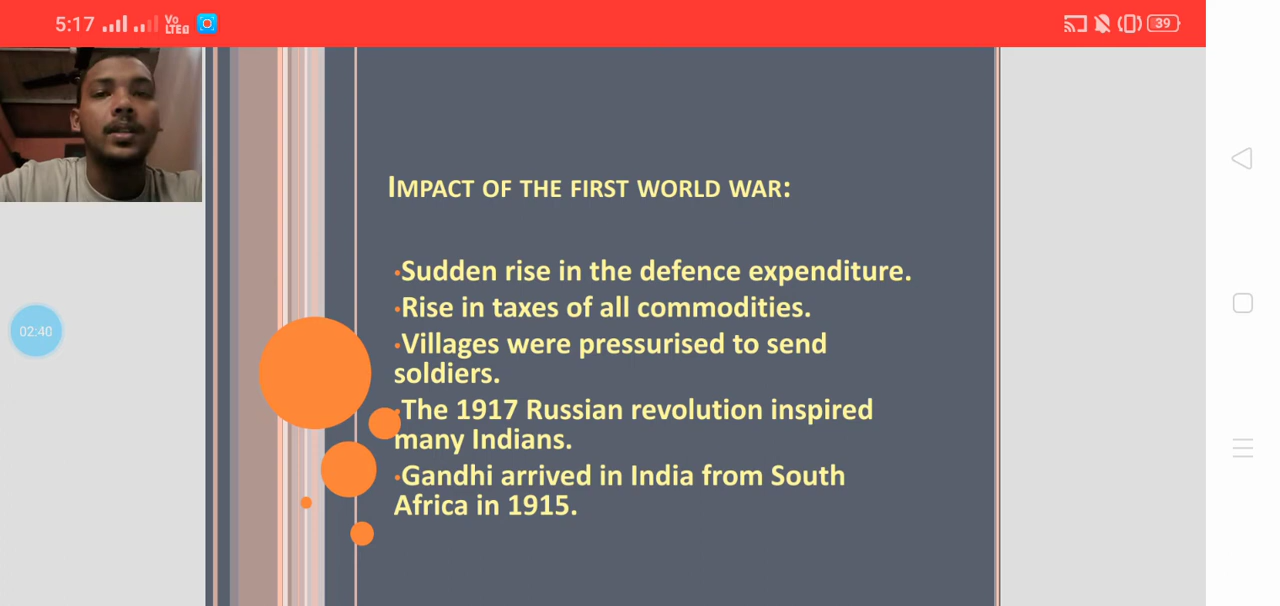 5:17 Vo LTE 39
IMPACT OF THE FIRST WORLD WAR:
•Sudden rise in the defence expenditure.
•Rise in taxes of all commodities.
•Villages were pressurised to send
soldiers.
•The 1917 Russian revolution inspired
many Indians.
•Gandhi arrived in India from South
Africa in 1915.
02:40